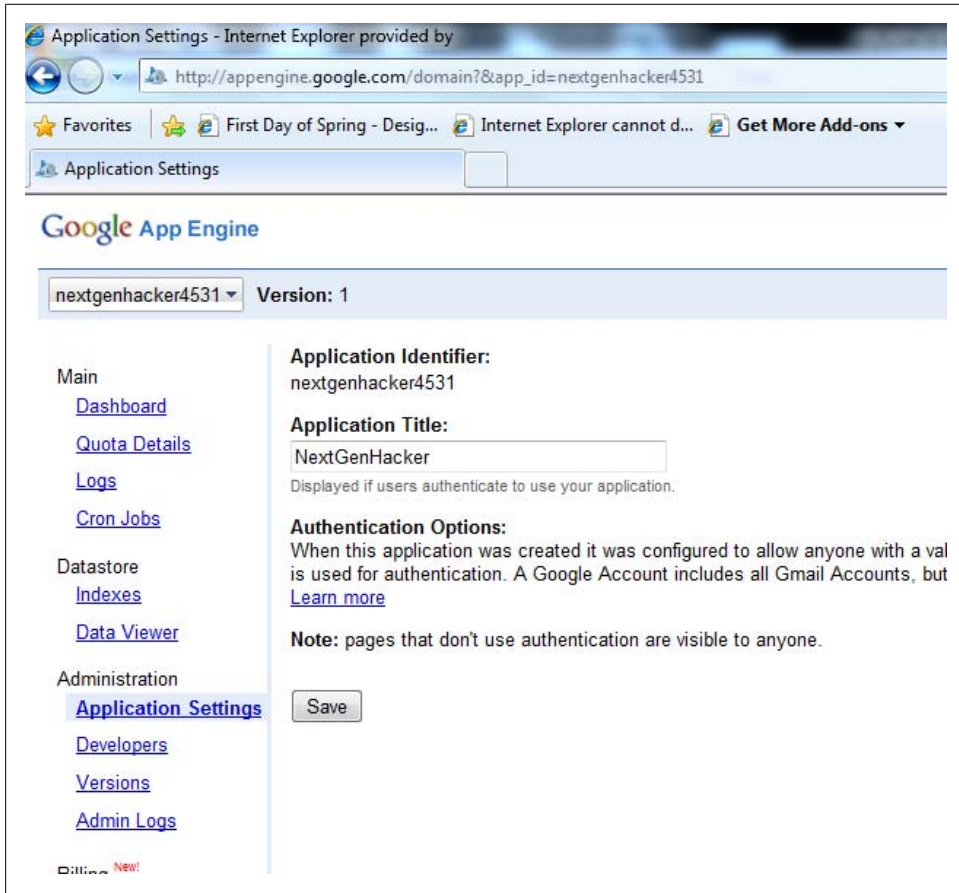 Application Settings - Internet Explorer provided by
http://appengine.google.com/domain?&app_id=nextgenhacker4531
Favorites First Day of Spring - Desig... Internet Explorer cannot d... Get More Add-ons
Application Settings
Google App Engine
nextgenhacker4531 Version: 1
Main
Dashboard
Quota Details
Logs
Cron Jobs
Datastore
Indexes
Data Viewer
Administration
Application Settings
Developers
Versions
Admin Logs
Billing New!
Application Identifier:
nextgenhacker4531
Application Title:
NextGenHacker
Displayed if users authenticate to use your application.
Authentication Options:
When this application was created it was configured to allow anyone with a val
is used for authentication. A Google Account includes all Gmail Accounts, but
Learn more
Note: pages that don't use authentication are visible to anyone.
Save